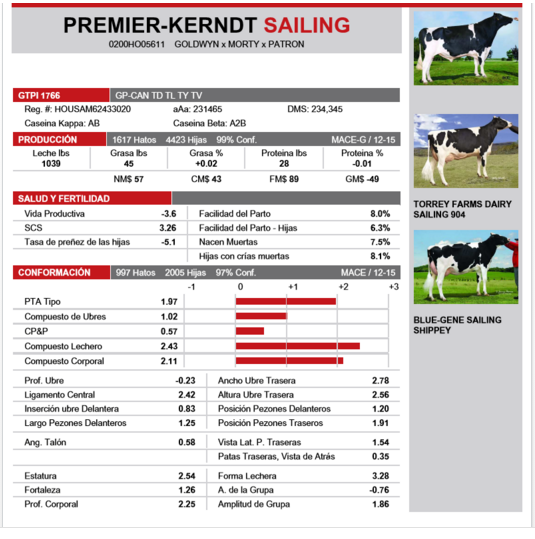 PREMIER-KERNDT SAILING
0200HO05611 GOLDWYN x MORTY x PATRON
GTPI 1766 GP-CAN TD TL TY TV
Reg. #: HOUSAM62433020 aAa: 231465 DMS: 234,345
Caseina Kappa: AB Caseina Beta: A2B
PRODUCCIÓN 1617 Hatos 4423 Hijas 99% Conf. MACE-G / 12-15
Leche lbs Grasa lbs Grasa % Proteina lbs Proteina %
1039 45 +0.02 28 -0.01
NM$ 57 CM$ 43 FM$ 89 GM$ -49
SALUD Y FERTILIDAD
Vida Productiva -3.6 Facilidad del Parto 8.0%
SCS 3.26 Facilidad del Parto - Hijas 6.3%
Tasa de preñez de las hijas -5.1 Nacen Muertas 7.5%
Hijas con crías muertas 8.1%
CONFORMACIÓN 997 Hatos 2005 Hijas 97% Conf. MACE / 12-15
-1 0 +1 +2 +3
PTA Tipo 1.97
Compuesto de Ubres 1.02
CP&P 0.57
Compuesto Lechero 2.43
Compuesto Corporal 2.11
Prof. Ubre -0.23 Ancho Ubre Trasera 2.78
Ligamento Central 2.42 Altura Ubre Trasera 2.56
Inserción ubre Delantera 0.83 Posición Pezones Delanteros 1.20
Largo Pezones Delanteros 1.25 Posición Pezones Traseros 1.91
Ang. Talón 0.58 Vista Lat. P. Traseras 1.54
Patas Traseras, Vista de Atrás 0.35
Estatura 2.54 Forma Lechera 3.28
Fortaleza 1.26 A. de la Grupa -0.76
Prof. Corporal 2.25 Amplitud de Grupa 1.86
TORREY FARMS DAIRY
SAILING 904
BLUE-GENE SAILING
SHIPPEY